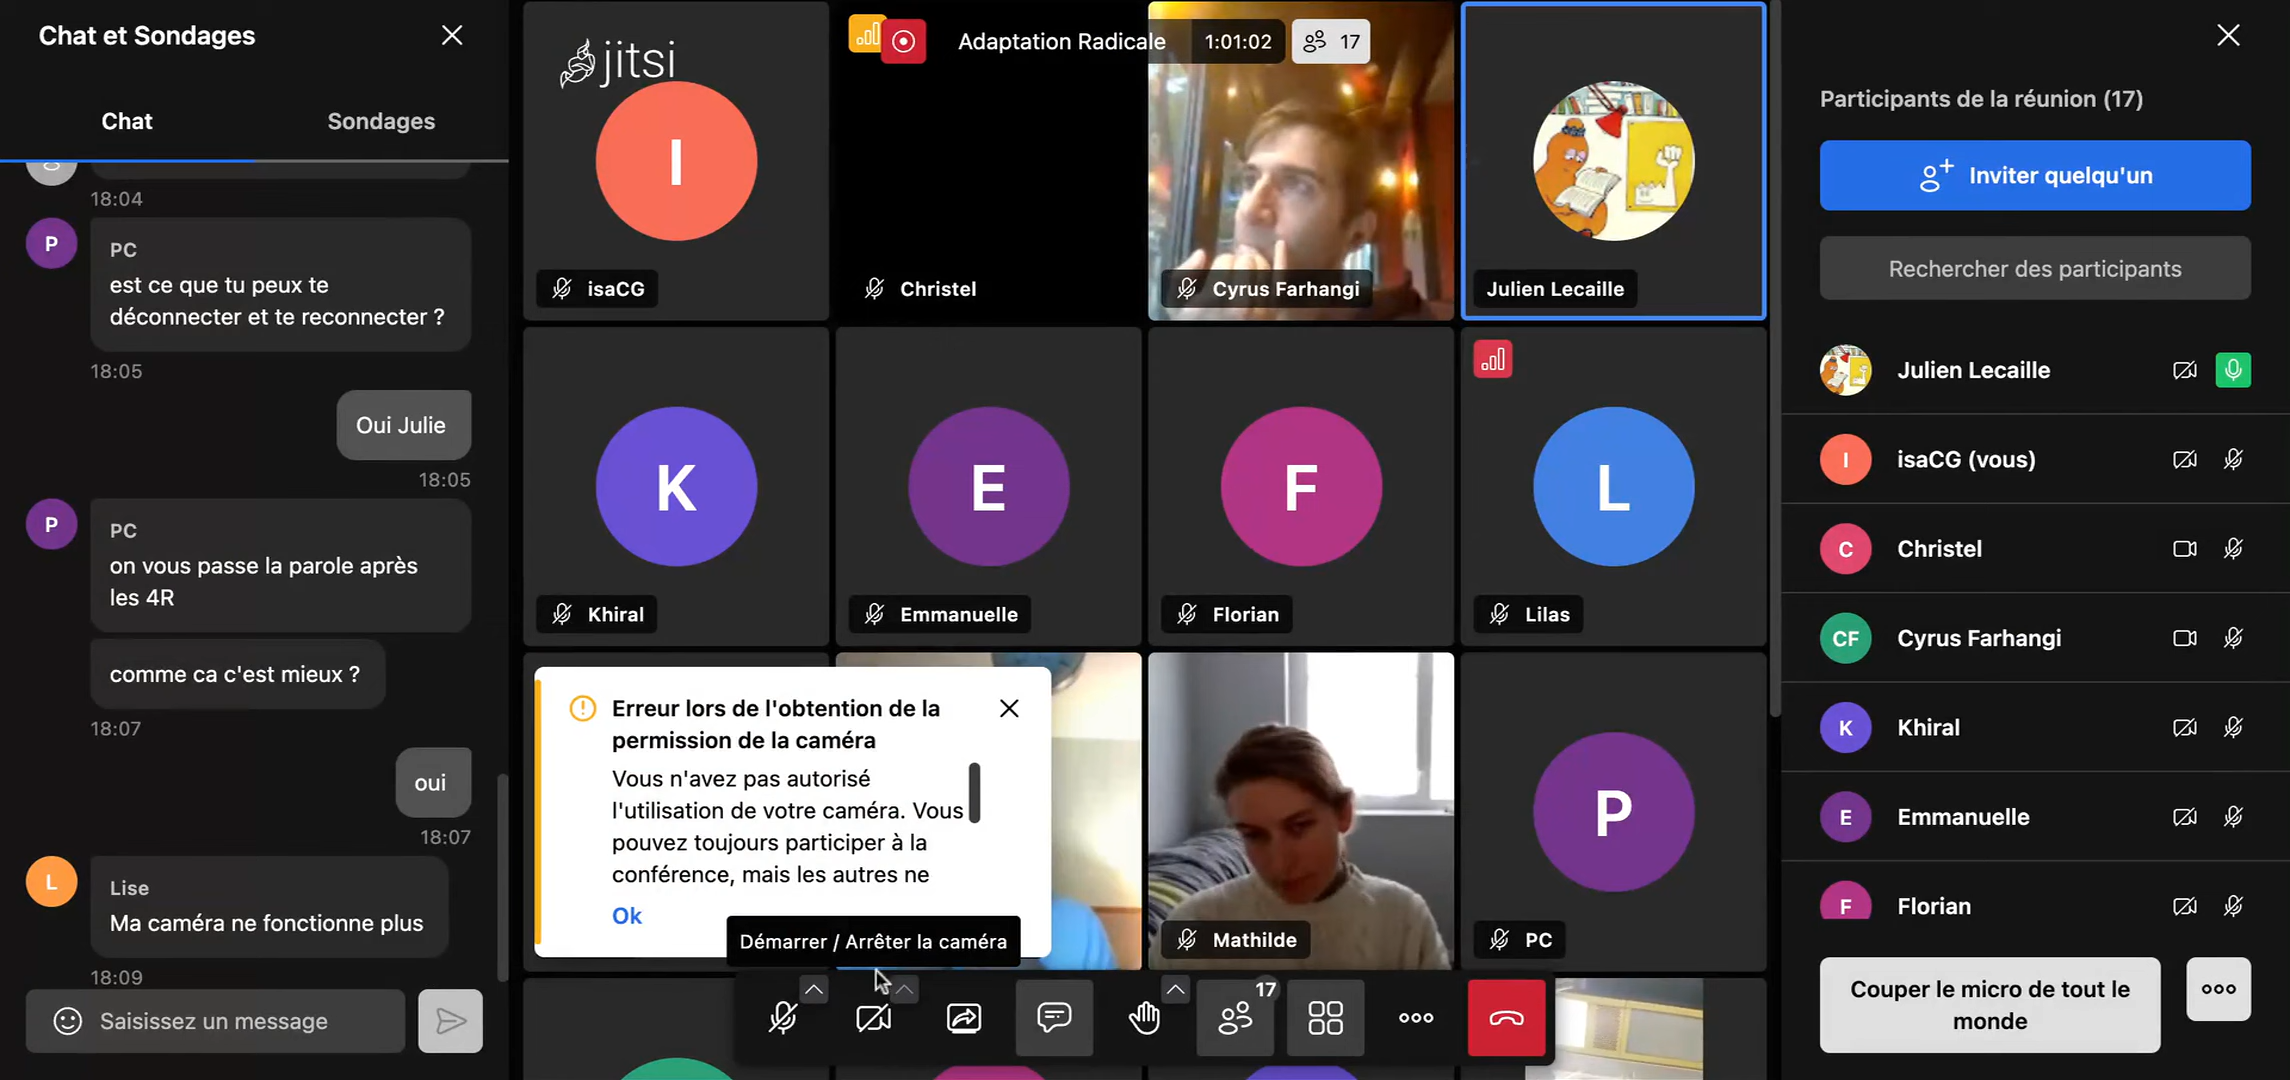 Chat et Sondages
Chat
Sondages
18:04
P
PC
est ce que tu peux te
déconnecter et te reconnecter ?
18:05
Oui Julie
18:05
P
PC
on vous passe la parole après
les 4R
comme ca c'est mieux ?
18:07
oui
18:07
L
Lise
Ma caméra ne fonctionne plus
18:09
Saisissez un message
jitsi
Adaptation Radicale
1:01:02
17
I
isaCG
Christel
Cyrus Farhangi
Julien Lecaille
K
Khiral
E
Emmanuelle
F
Florian
L
Lilas
Erreur lors de l'obtention de la
permission de la caméra
Vous n'avez pas autorisé
l'utilisation de votre caméra. Vous
pouvez toujours participer à la
conférence, mais les autres ne
Ok
Démarrer / Arrêter la caméra
Mathilde
P
PC
17
Participants de la réunion (17)
Inviter quelqu'un
Rechercher des participants
Julien Lecaille
I
isaCG (vous)
C
Christel
CF
Cyrus Farhangi
K
Khiral
E
Emmanuelle
F
Florian
Couper le micro de tout le
monde